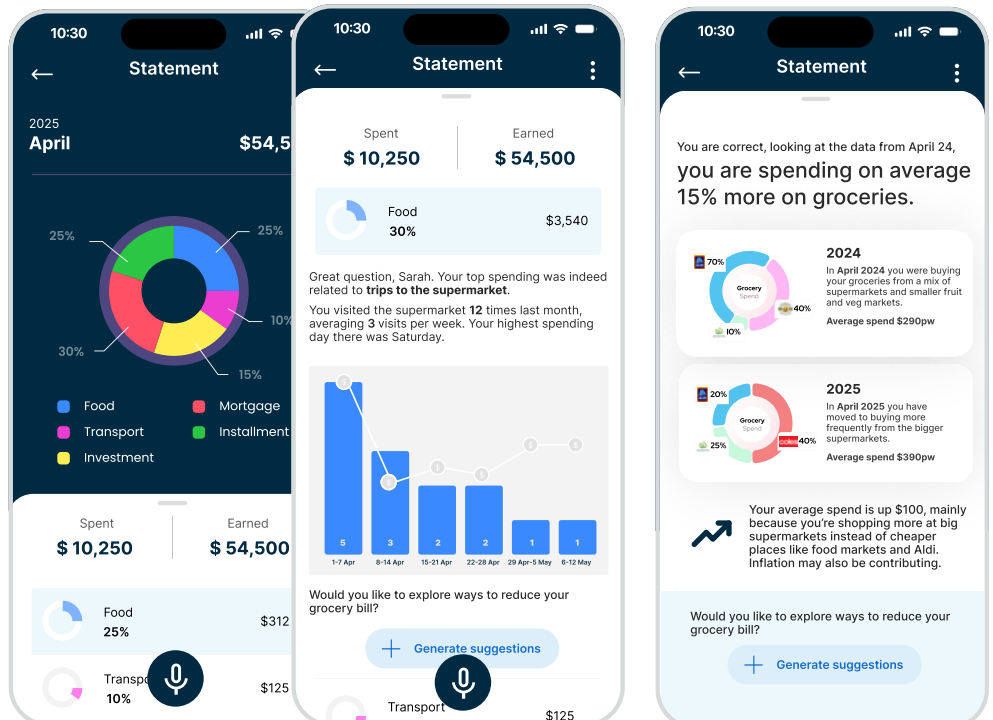 10:30
Statement
2025
April
$54,5
25%
25%
10%
30%
15%
Food
Mortgage
Transport
Installment
Investment
Spent
Earned
$ 10,250
$ 54,500
Food
25%
$312
Transpo
10%
$125
10:30
Statement
Spent
Earned
$ 10,250
$ 54,500
Food
30%
$3,540
Great question, Sarah. Your top spending was indeed
related to trips to the supermarket.
You visited the supermarket 12 times last month,
averaging 3 visits per week. Your highest spending
day there was Saturday.
5
3
2
2
1
1
1-7 Apr
8-14 Apr
15-21 Apr
22-28 Apr
29 Apr-5 May
6-12 May
Would you like to explore ways to reduce your
grocery bill?
Generate suggestions
Transport
$125
10:30
Statement
You are correct, looking at the data from April 24,
you are spending on average
15% more on groceries.
70%
Grocery
Spend
40%
10%
2024
In April 2024 you were buying
your groceries from a mix of
supermarkets and smaller fruit
and veg markets.
Average spend $290pw
20%
Grocery
Spend
25%
coles 40%
2025
In April 2025 you have
moved to buying more
frequently from the bigger
supermarkets.
Average spend $390pw
Your average spend is up $100, mainly
because you're shopping more at big
supermarkets instead of cheaper
places like food markets and Aldi.
Inflation may also be contributing.
Would you like to explore ways to reduce your
grocery bill?
Generate suggestions